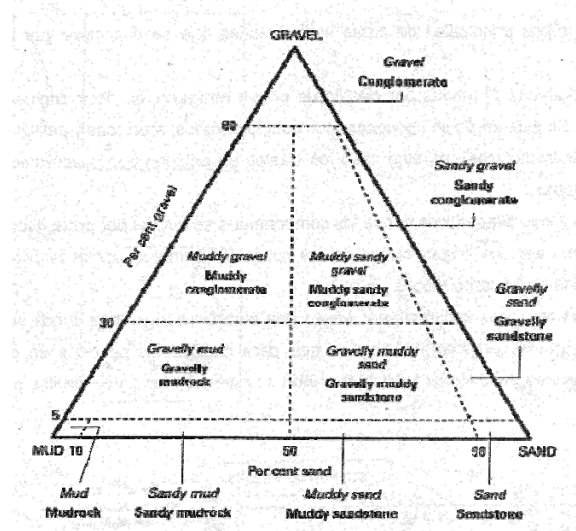 GRAVEL
Gravel
Conglomerate
80
Sandy gravel
Sandy
conglomerate
Per cent gravel
Muddy gravel
Muddy
conglomerate
Muddy sandy
gravel
Muddy sandy
conglomerate
Gravelly
sand
Gravelly
sandstone
30
Gravelly mud
Gravelly
mudrock
Gravelly muddy
sand
Gravelly muddy
sandstone
5
MUD 10
50
90
SAND
Per cent sand
Mud
Mudrock
Sandy mud
Sandy mudrock
Muddy sand
Muddy sandstone
Sand
Sandstone